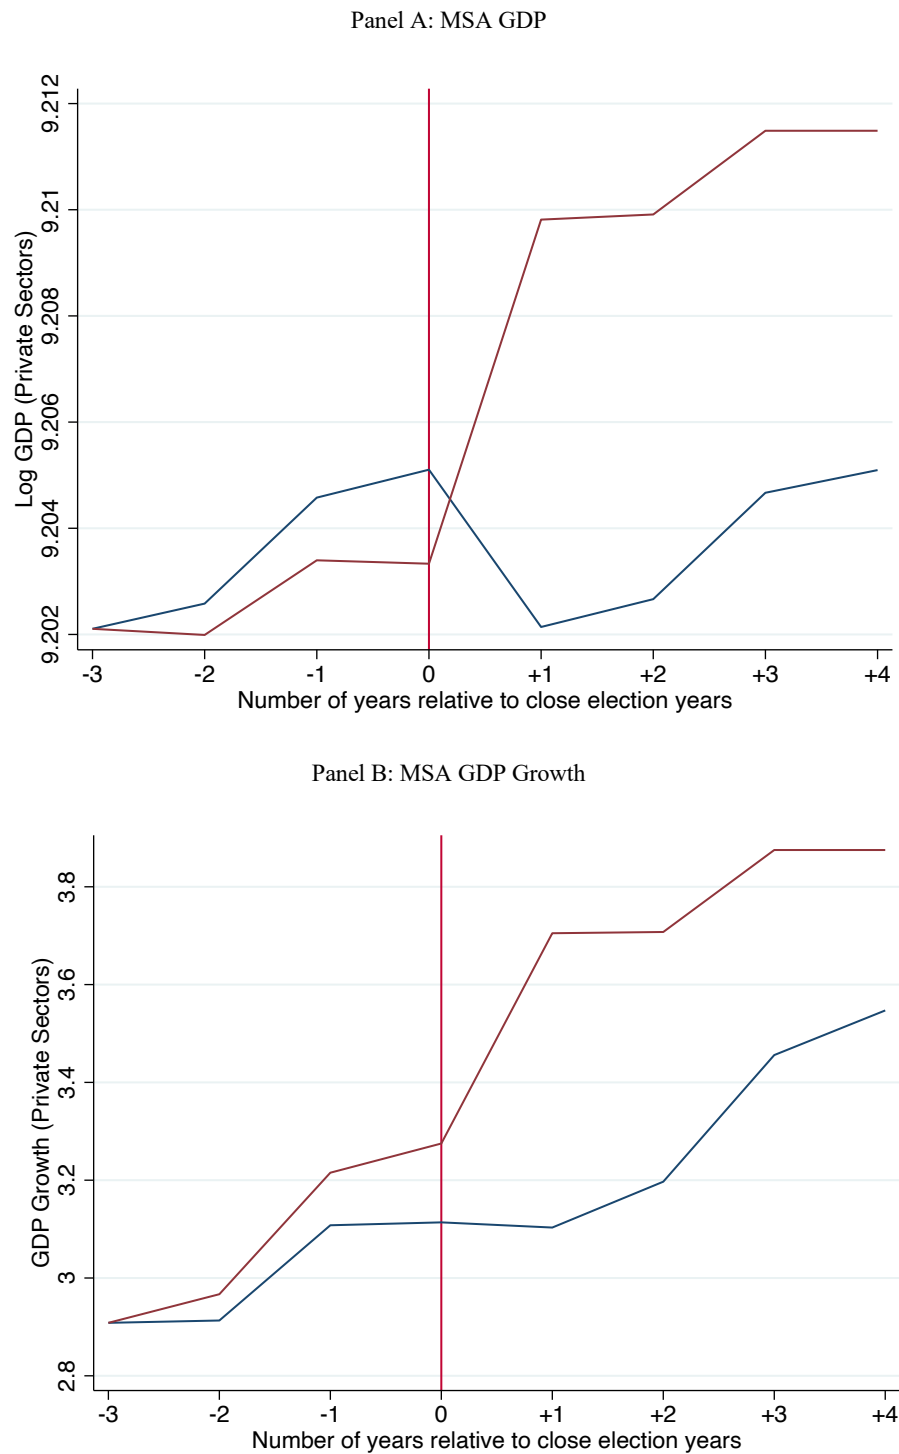 Panel A: MSA GDP
Log GDP (Private Sectors)
9.212
9.21
9.208
9.206
9.204
9.202
-3 -2 -1 0 +1 +2 +3 +4
Number of years relative to close election years
Panel B: MSA GDP Growth
GDP Growth (Private Sectors)
3.8
3.6
3.4
3.2
3
2.8
-3 -2 -1 0 +1 +2 +3 +4
Number of years relative to close election years